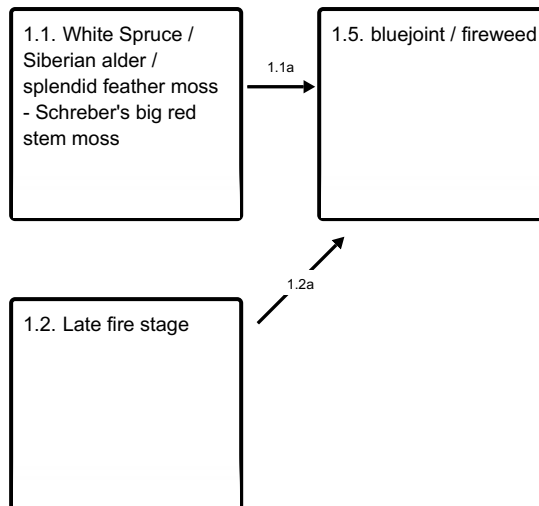 1.1. White Spruce /
Siberian alder /
splendid feather moss
- Schreber's big red
stem moss
1.1a
1.5. bluejoint / fireweed
1.2a
1.2. Late fire stage